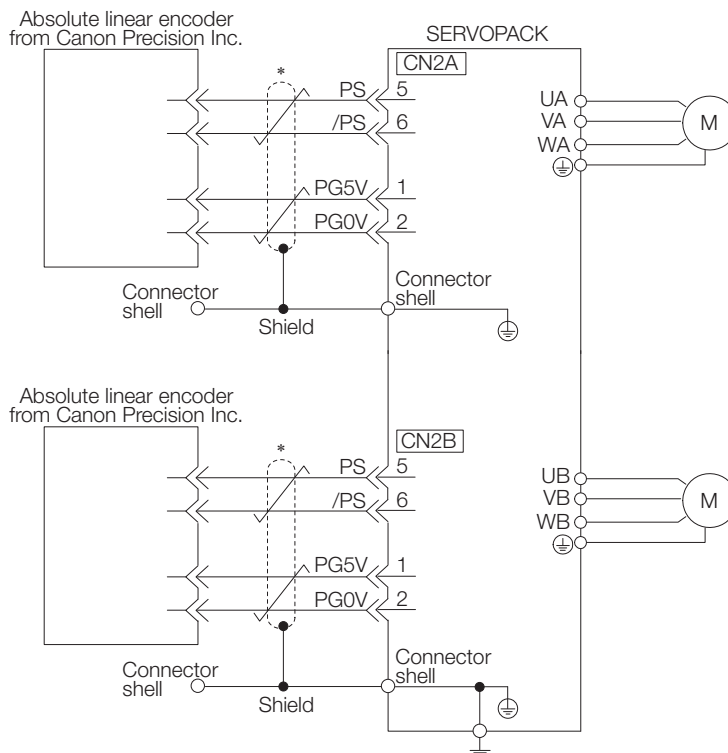 Absolute linear encoder
from Canon Precision Inc.
SERVOPACK
*
CN2A
PS
5
/PS
6
PG5V
1
PG0V
2
UA
VA
WA
M
Connector
shell
Shield
Connector
shell
Absolute linear encoder
from Canon Precision Inc.
*
CN2B
PS
5
/PS
6
PG5V
1
PG0V
2
UB
VB
WB
M
Connector
shell
Shield
Connector
shell